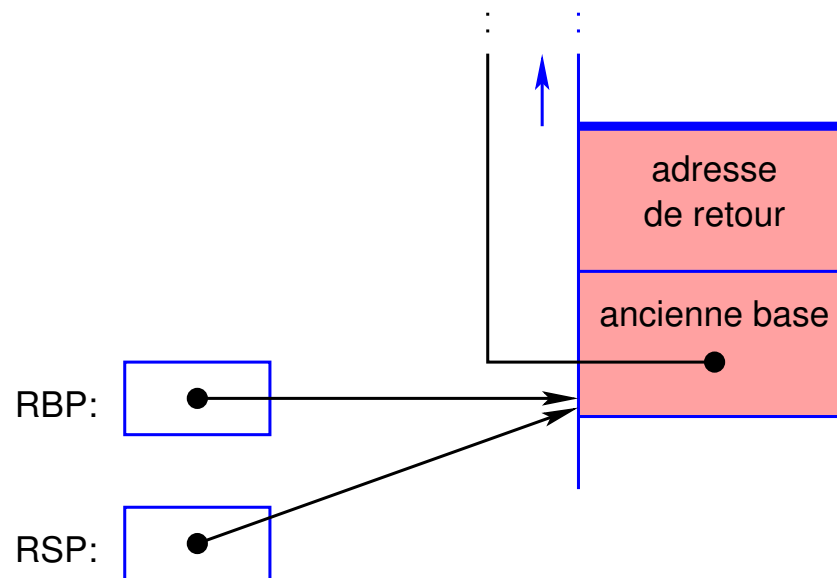 adresse
de retour
ancienne base
RBP:
RSP: